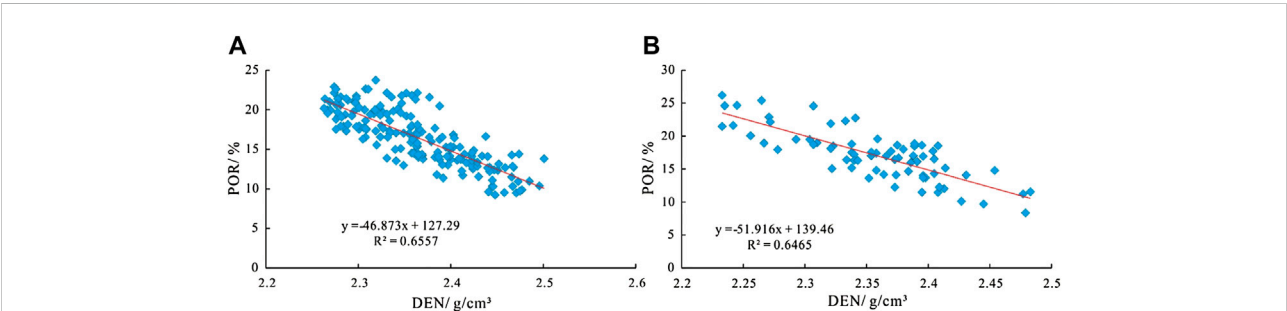 A
25
20
15
10
5
0
POR/ %
2.2 2.3 2.4 2.5 2.6
DEN/ g/cm³
y =-46.873x + 127.29
R² = 0.6557
B
30
25
20
15
10
5
0
POR/ %
2.2 2.25 2.3 2.35 2.4 2.45 2.5
DEN/ g/cm³
y =-51.916x + 139.46
R² = 0.6465